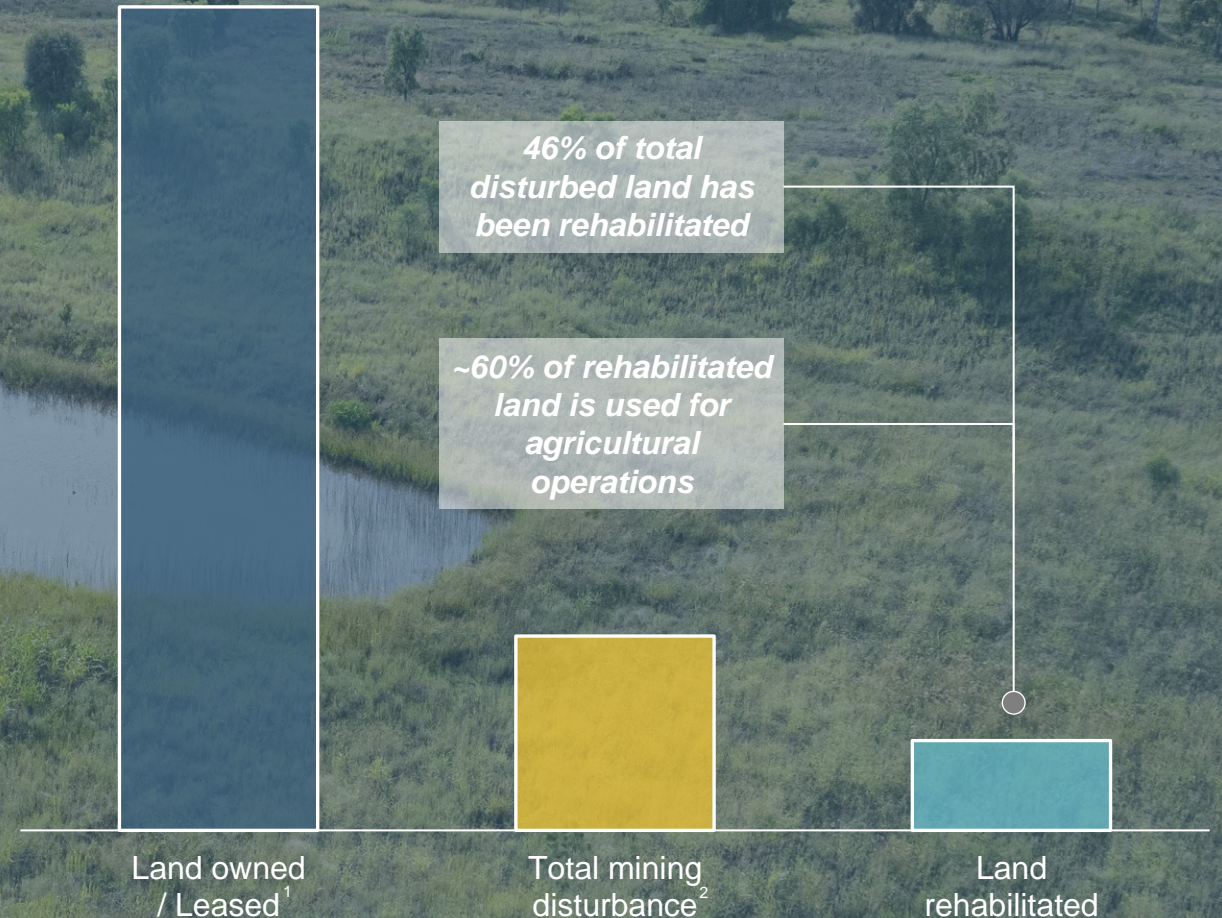 46% of total
disturbed land has
been rehabilitated
~60% of rehabilitated
land is used for
agricultural
operations
Land owned
/ Leased¹
Total mining
disturbance²
Land
rehabilitated